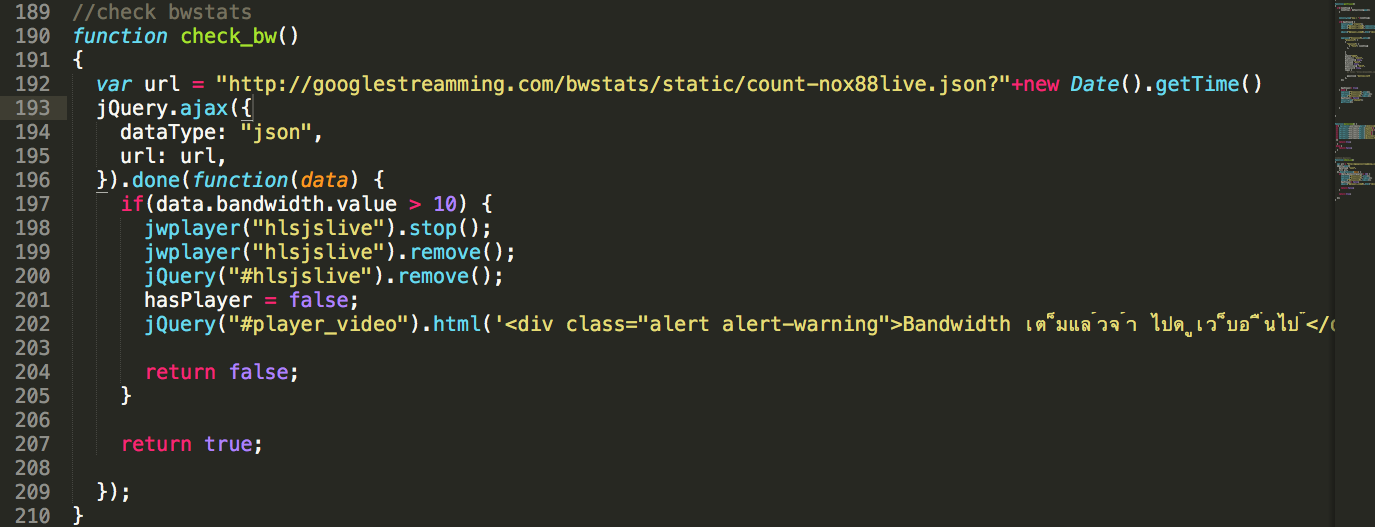 189 //check bwstats
190 function check_bw()
191 {
192 var url = "http://googlestreamming.com/bwstats/static/count-nox88live.json?"+new Date().getTime()
193 jQuery.ajax({
194 dataType: "json",
195 url: url,
196 }).done(function(data) {
197 if(data.bandwidth.value > 10) {
198 jwplayer("hlsjslive").stop();
199 jwplayer("hlsjslive").remove();
200 jQuery("#hlsjslive").remove();
201 hasPlayer = false;
202 jQuery("#player_video").html('<div class="alert alert-warning">Bandwidth เต็มแล้วจ้า ไปดูเว็บอื่นไป๊</
203
204 return false;
205 }
206
207 return true;
208
209 });
210 }